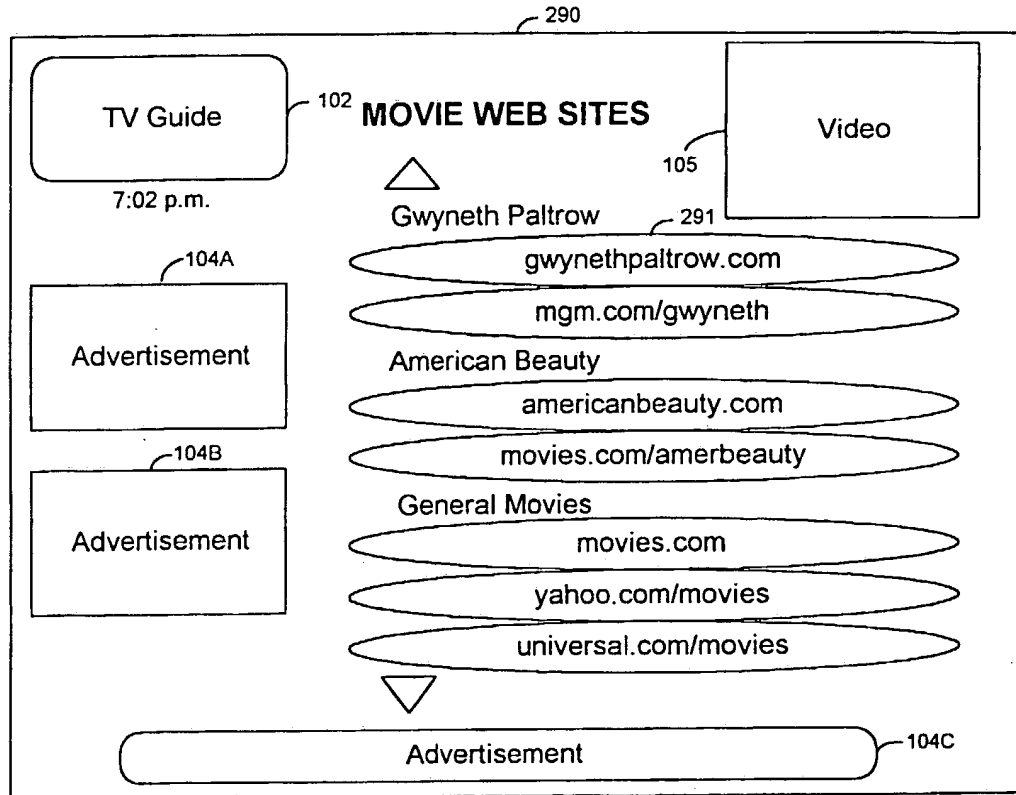 290
TV Guide
102
MOVIE WEB SITES
Video
105
7:02 p.m.
Gwyneth Paltrow
291
gwynethpaltrow.com
mgm.com/gwyneth
104A
Advertisement
American Beauty
americanbeauty.com
movies.com/amerbeauty
104B
Advertisement
General Movies
movies.com
yahoo.com/movies
universal.com/movies
Advertisement
104C